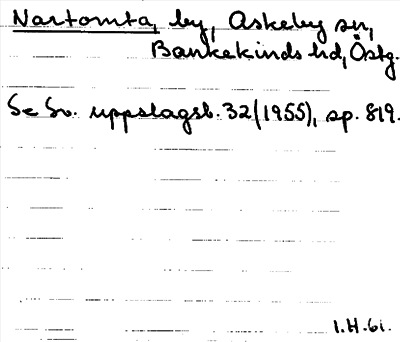 Nartomta, by, Askeby sn,
Bankekinds hd, Östg.
Se Sv. uppslagsb. 32(1955), sp. 819.
I.H.61.